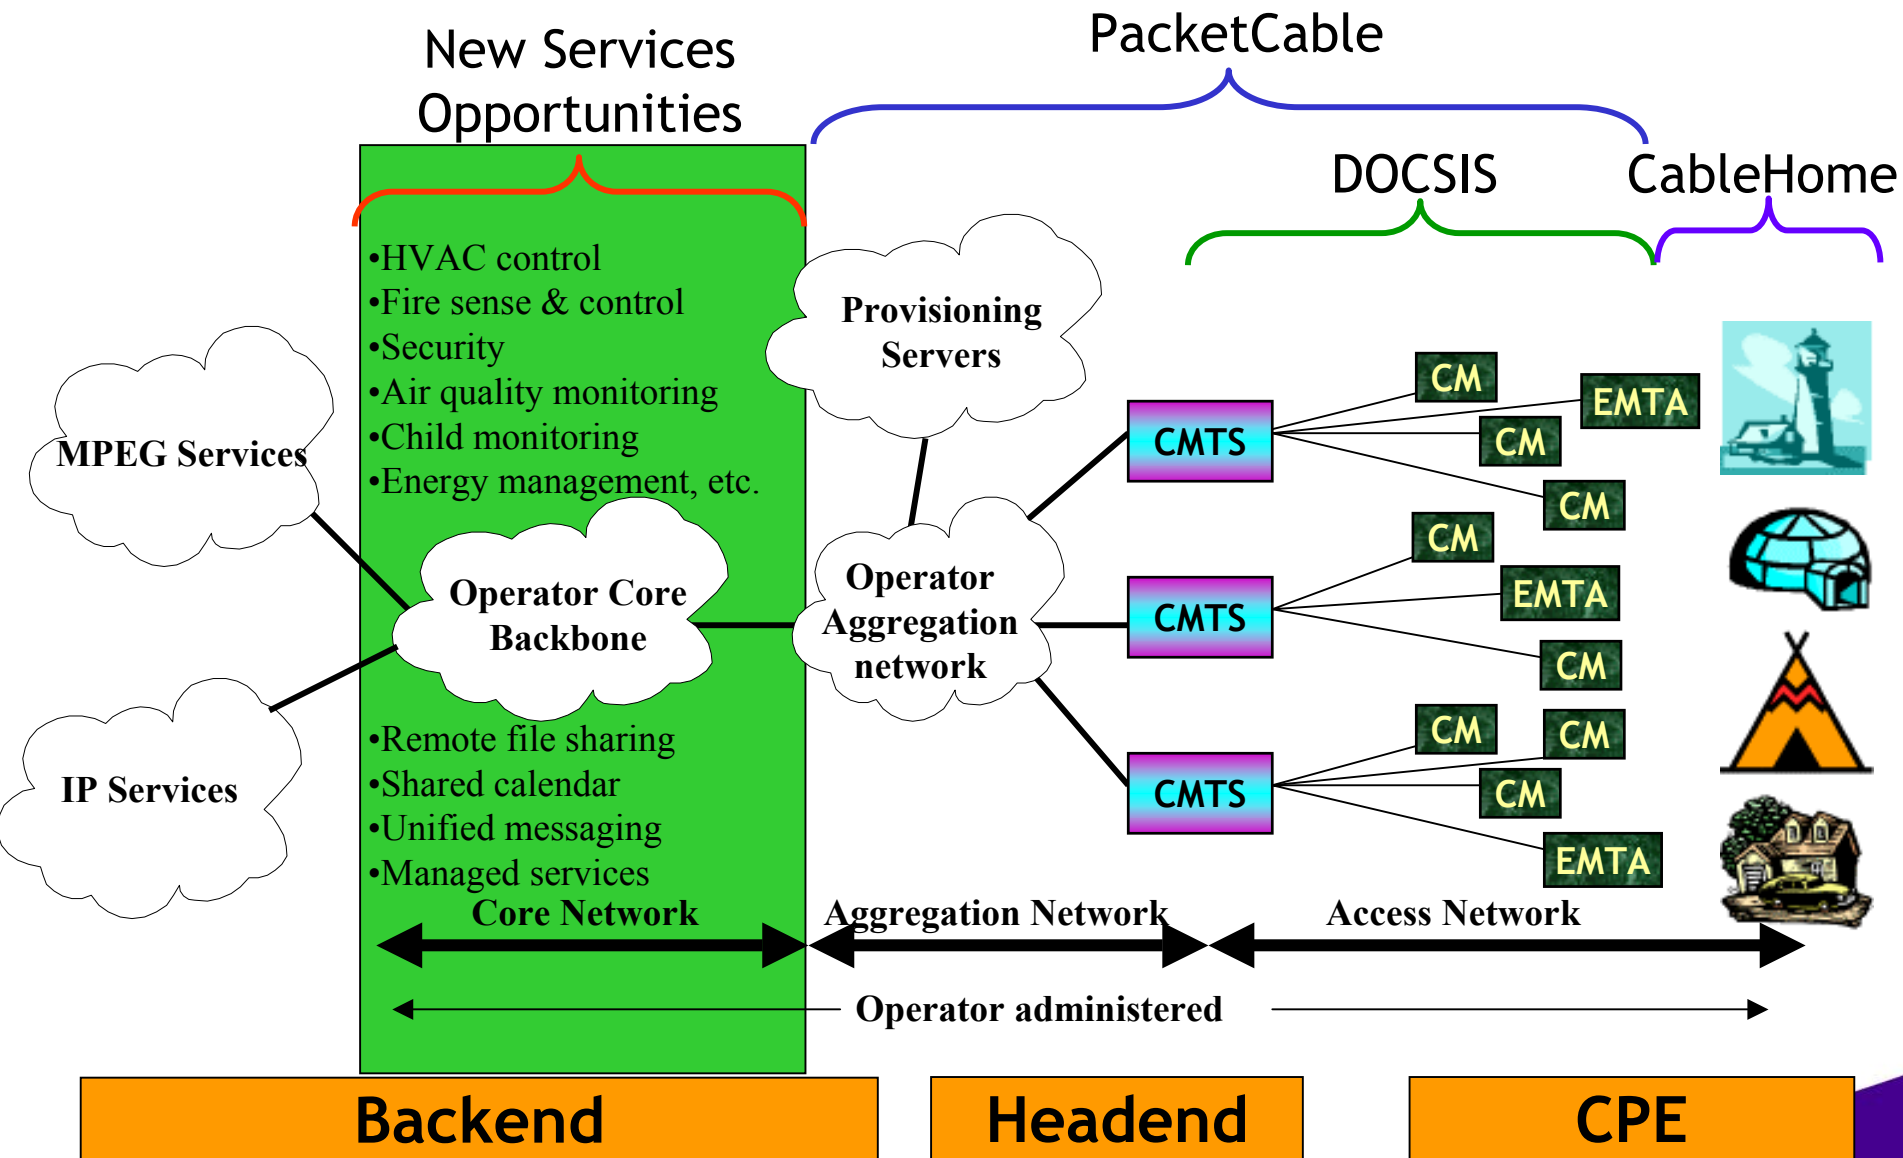 New Services
Opportunities
PacketCable
DOCSIS
CableHome
•HVAC control
•Fire sense & control
•Security
•Air quality monitoring
•Child monitoring
•Energy management, etc.
MPEG Services
IP Services
Operator Core
Backbone
•Remote file sharing
•Shared calendar
•Unified messaging
•Managed services
Provisioning
Servers
Operator
Aggregation
network
CMTS
CM
EMTA
CM
CM
CMTS
CM
EMTA
CM
CMTS
CM
CM
CM
EMTA
Core Network
Aggregation Network
Access Network
Operator administered
Backend
Headend
CPE